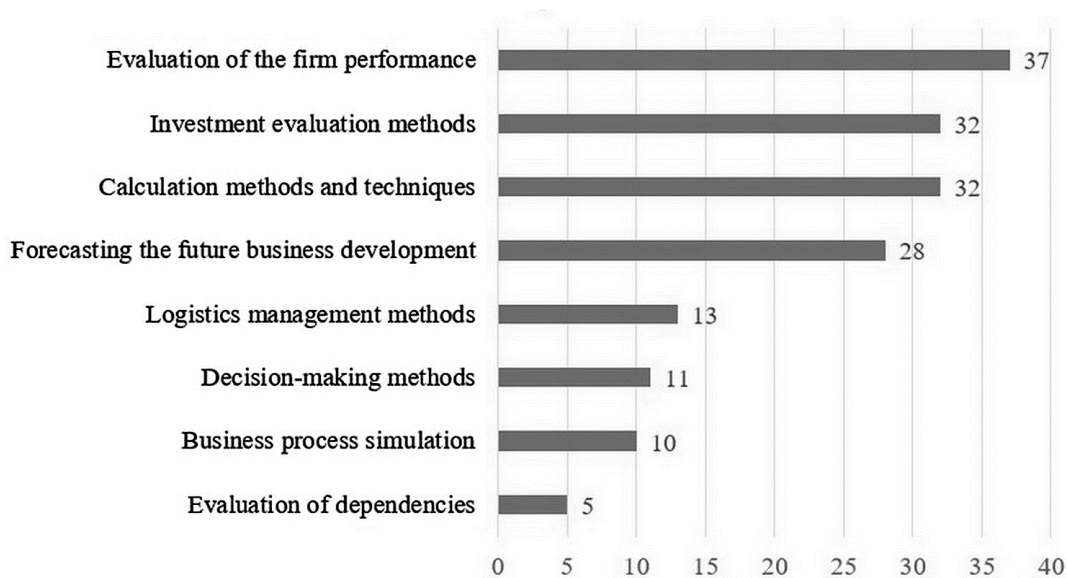 Evaluation of the firm performance 37
Investment evaluation methods 32
Calculation methods and techniques 32
Forecasting the future business development 28
Logistics management methods 13
Decision-making methods 11
Business process simulation 10
Evaluation of dependencies 5
0 5 10 15 20 25 30 35 40